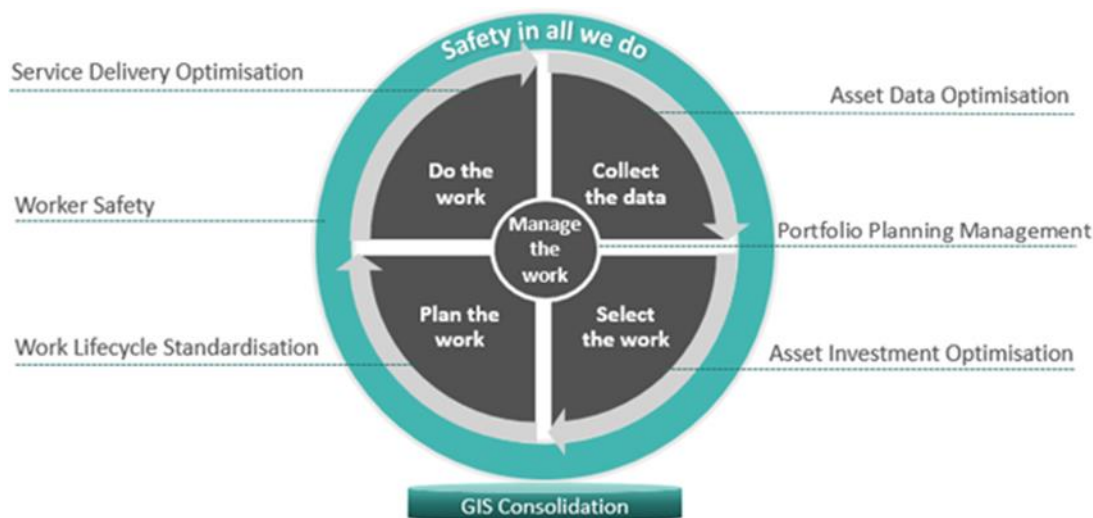 Safety in all we do
Service Delivery Optimisation
Asset Data Optimisation
Do the
work
Collect
the data
Worker Safety
Manage
the
work
Portfolio Planning Management
Plan the
work
Select
the work
Work Lifecycle Standardisation
Asset Investment Optimisation
GIS Consolidation